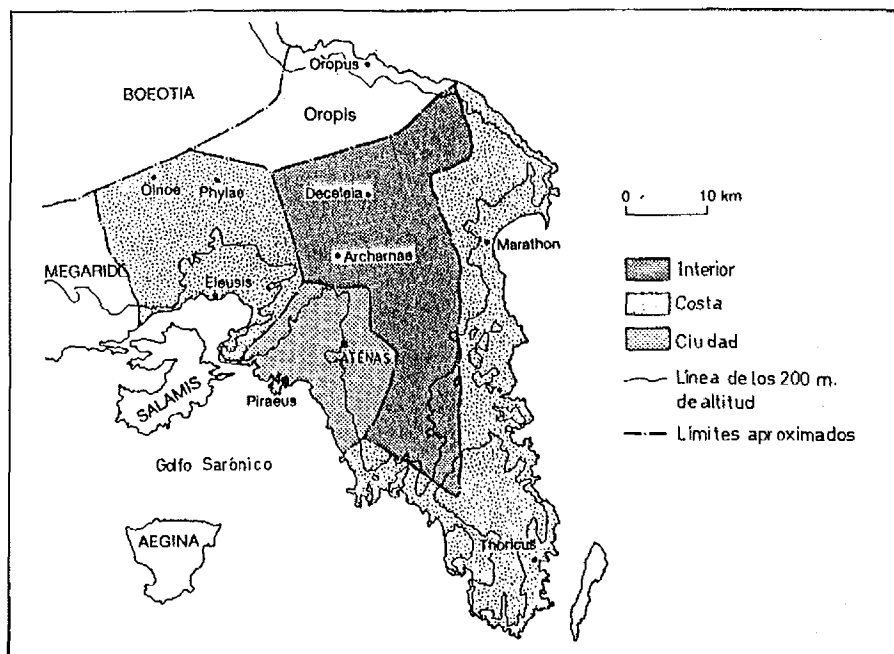 Oropus
BOEOTIA
Oropis
Oinoe
Phylae
Deceleia
0 10 km
Marathon
Acharnae
MEGARID
Eleusis
Interior
Costa
Ciudad
ATENAS
Línea de los 200 m.
de altitud
SALAMIS
Piraeus
Límites aproximados
Golfo Sarónico
AEGINA
Thoricus